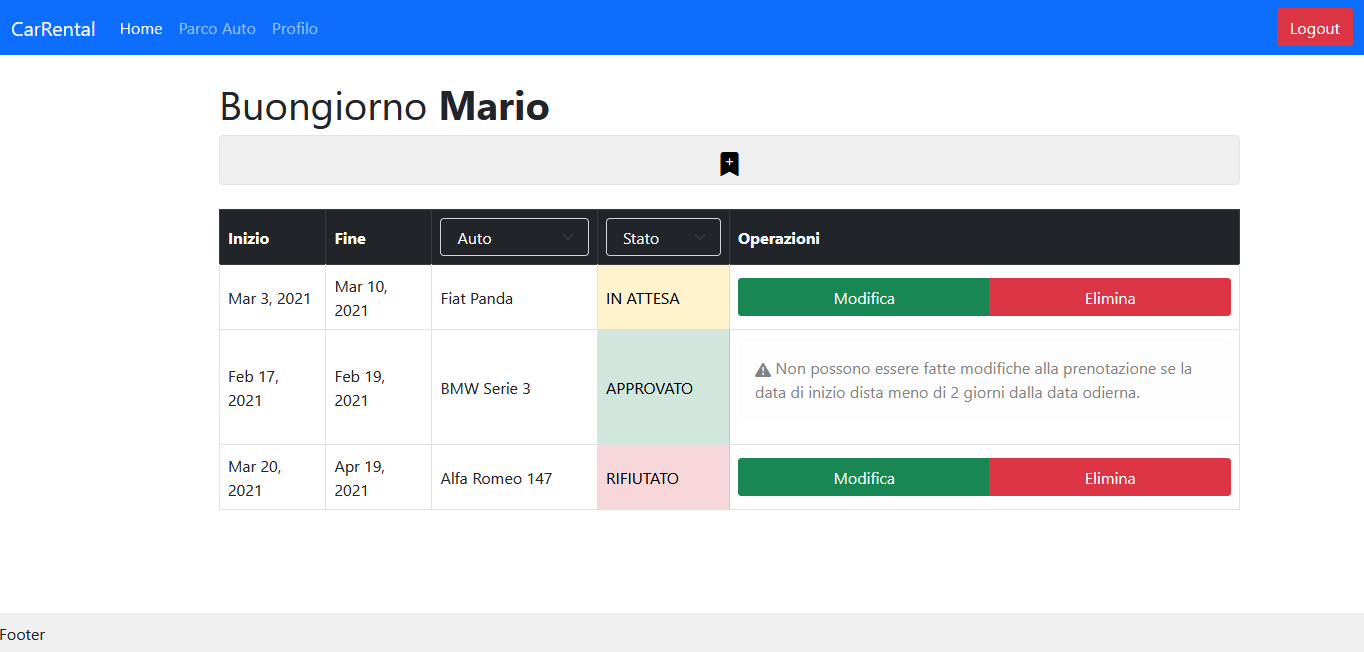 CarRental Home Parco Auto Profilo Logout
Buongiorno Mario
Inizio Fine Auto Stato Operazioni
Mar 3, 2021 Mar 10, 2021 Fiat Panda IN ATTESA Modifica Elimina
Feb 17, 2021 Feb 19, 2021 BMW Serie 3 APPROVATO Non possono essere fatte modifiche alla prenotazione se la
data di inizio dista meno di 2 giorni dalla data odierna.
Mar 20, 2021 Apr 19, 2021 Alfa Romeo 147 RIFIUTATO Modifica Elimina
Footer